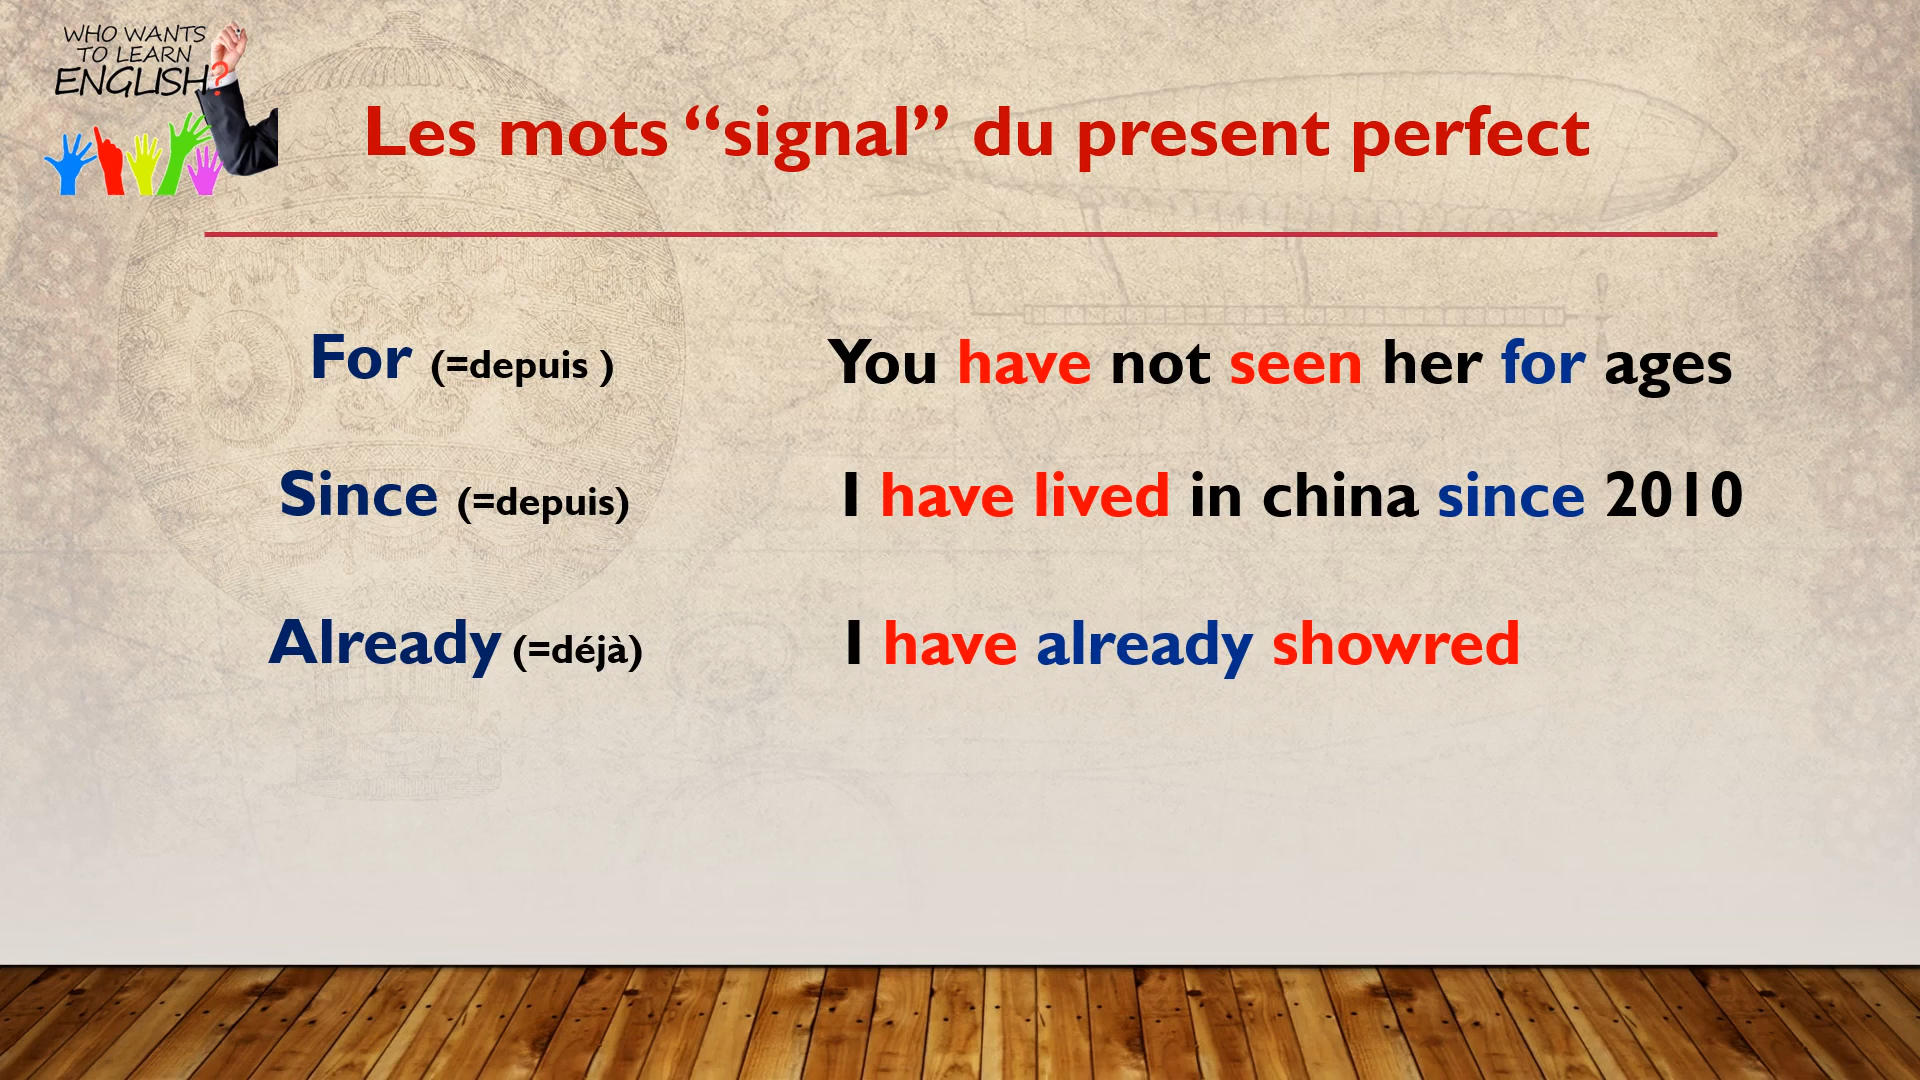 WHO WANTS
TO LEARN
ENGLISH?
Les mots “signal” du present perfect
For (=depuis )
You have not seen her for ages
Since (=depuis)
I have lived in china since 2010
Already (=déjà)
I have already showred